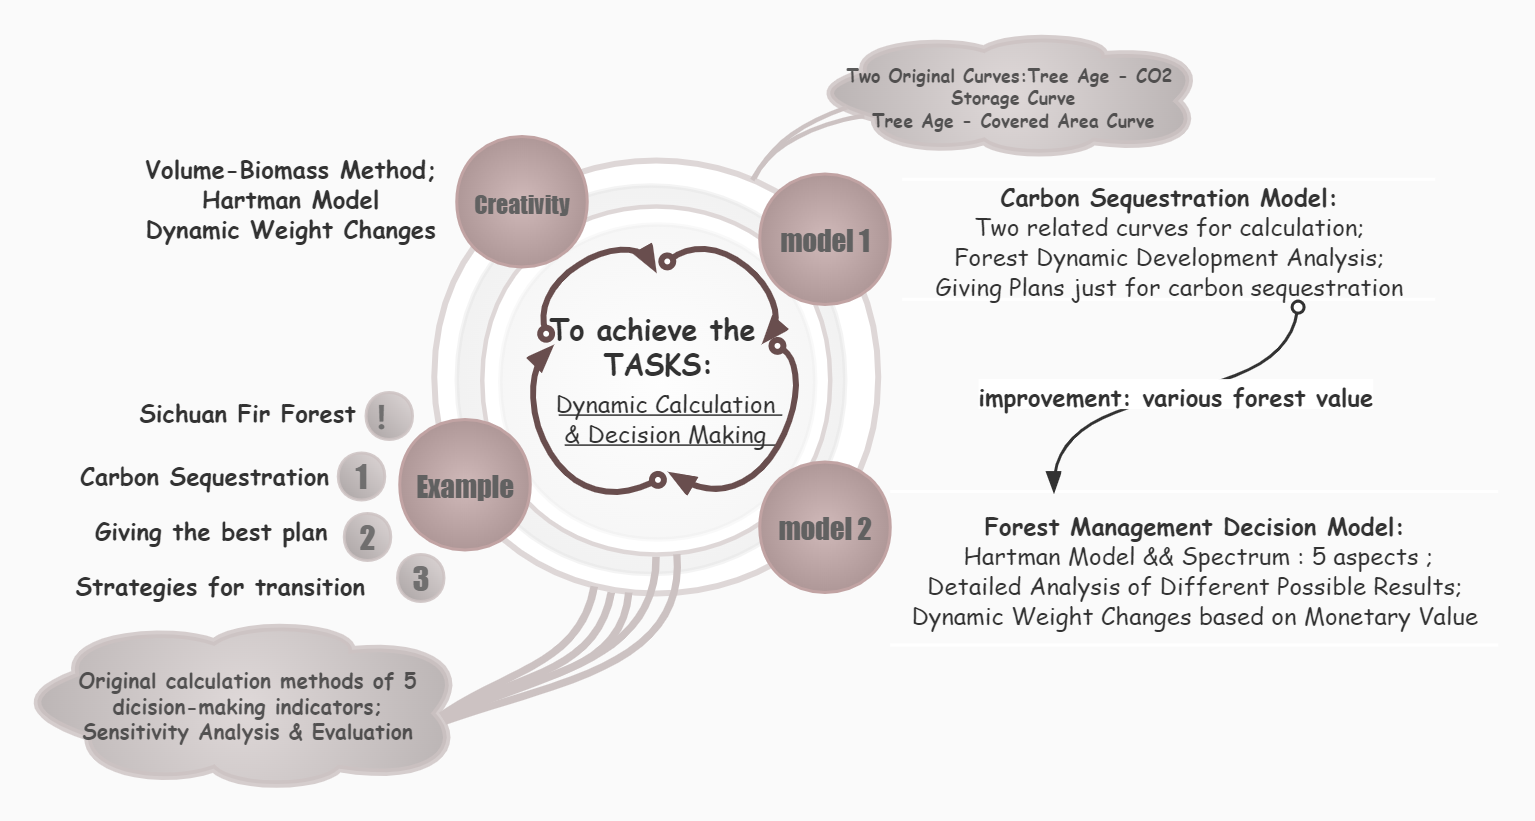 Two Original Curves:Tree Age - CO2
Storage Curve
Tree Age - Covered Area Curve
Volume-Biomass Method;
Hartman Model
Dynamic Weight Changes
Creativity
model 1
Carbon Sequestration Model:
Two related curves for calculation;
Forest Dynamic Development Analysis;
Giving Plans just for carbon sequestration
To achieve the
TASKS:
Dynamic Calculation
& Decision Making
improvement: various forest value
Sichuan Fir Forest !
Carbon Sequestration 1
Giving the best plan 2
Strategies for transition 3
Example
model 2
Forest Management Decision Model:
Hartman Model && Spectrum : 5 aspects ;
Detailed Analysis of Different Possible Results;
Dynamic Weight Changes based on Monetary Value
Original calculation methods of 5
dicision-making indicators;
Sensitivity Analysis & Evaluation